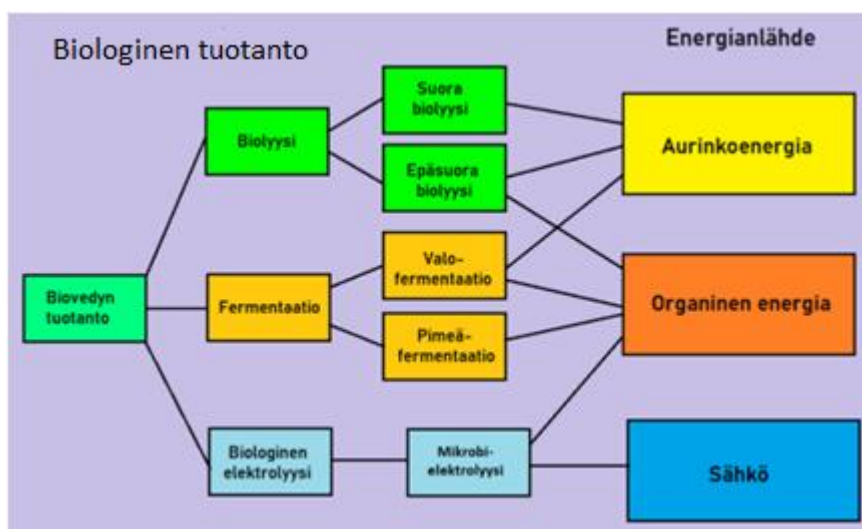 Biologinen tuotanto
Energianlähde
Suora
biolyysi
Biolyysi
Aurinkoenergia
Epäsuora
biolyysi
Valo-
fermentaatio
Biovedyn
tuotanto
Fermentaatio
Organinen energia
Pimeä-
fermentaatio
Biologinen
elektrolyysi
Mikrobi-
elektrolyysi
Sähkö